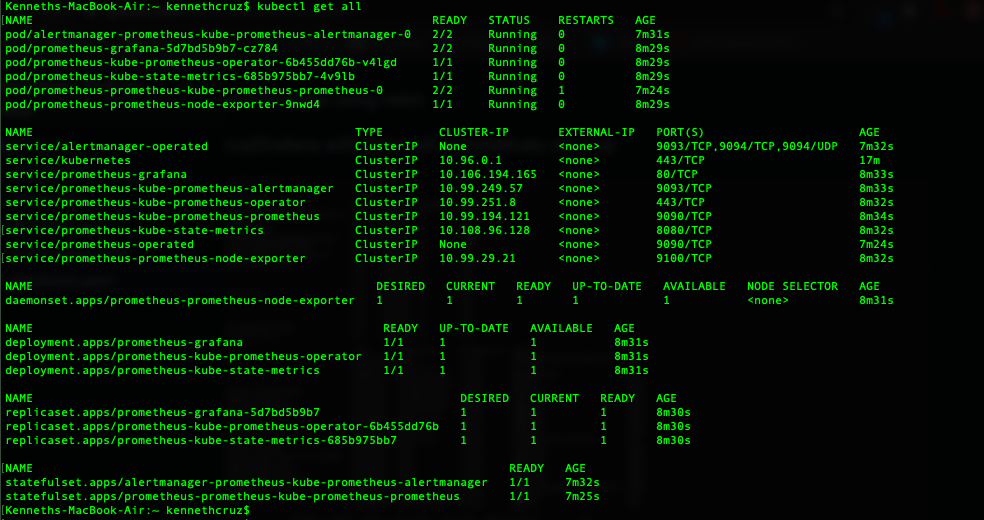 Kenneths-MacBook-Air:~ kennethcruz$ kubectl get all
[NAME READY STATUS RESTARTS AGE
pod/alertmanager-prometheus-kube-prometheus-alertmanager-0 2/2 Running 0 7m31s
pod/prometheus-grafana-5d7bd5b9b7-cz784 2/2 Running 0 8m29s
pod/prometheus-kube-prometheus-operator-6b455dd76b-v4lgd 1/1 Running 0 8m29s
pod/prometheus-kube-state-metrics-685b975bb7-4v9lb 1/1 Running 0 8m29s
pod/prometheus-prometheus-kube-prometheus-prometheus-0 2/2 Running 1 7m24s
pod/prometheus-prometheus-node-exporter-9nwd4 1/1 Running 0 8m29s
NAME TYPE CLUSTER-IP EXTERNAL-IP PORT(S) AGE
service/alertmanager-operated ClusterIP None <none> 9093/TCP,9094/TCP,9094/UDP 7m32s
service/kubernetes ClusterIP 10.96.0.1 <none> 443/TCP 17m
service/prometheus-grafana ClusterIP 10.106.194.165 <none> 80/TCP 8m33s
service/prometheus-kube-prometheus-alertmanager ClusterIP 10.99.249.57 <none> 9093/TCP 8m33s
service/prometheus-kube-prometheus-operator ClusterIP 10.99.251.8 <none> 443/TCP 8m32s
service/prometheus-kube-prometheus-prometheus ClusterIP 10.99.194.121 <none> 9090/TCP 8m34s
[service/prometheus-kube-state-metrics ClusterIP 10.108.96.128 <none> 8080/TCP 8m32s
service/prometheus-operated ClusterIP None <none> 9090/TCP 7m24s
[service/prometheus-prometheus-node-exporter ClusterIP 10.99.29.21 <none> 9100/TCP 8m32s
NAME DESIRED CURRENT READY UP-TO-DATE AVAILABLE NODE SELECTOR AGE
daemonset.apps/prometheus-prometheus-node-exporter 1 1 1 1 1 <none> 8m31s
NAME READY UP-TO-DATE AVAILABLE AGE
deployment.apps/prometheus-grafana 1/1 1 1 8m31s
deployment.apps/prometheus-kube-prometheus-operator 1/1 1 1 8m31s
deployment.apps/prometheus-kube-state-metrics 1/1 1 1 8m31s
NAME DESIRED CURRENT READY AGE
replicaset.apps/prometheus-grafana-5d7bd5b9b7 1 1 1 8m30s
replicaset.apps/prometheus-kube-prometheus-operator-6b455dd76b 1 1 1 8m30s
replicaset.apps/prometheus-kube-state-metrics-685b975bb7 1 1 1 8m30s
[NAME READY AGE
statefulset.apps/alertmanager-prometheus-kube-prometheus-alertmanager 1/1 7m32s
statefulset.apps/prometheus-prometheus-kube-prometheus-prometheus 1/1 7m25s
[Kenneths-MacBook-Air:~ kennethcruz$